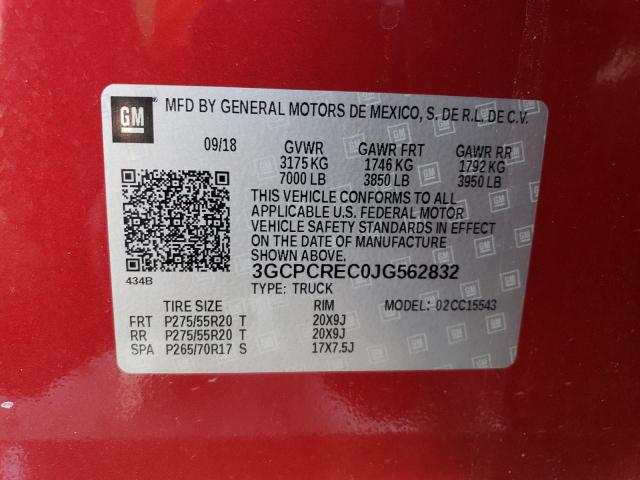 GM MFD BY GENERAL MOTORS DE MEXICO, S. DE R.L. DE C.V.
09/18 GVWR GAWR FRT GAWR RR
3175 KG 1746 KG 1792 KG
7000 LB 3850 LB 3950 LB
THIS VEHICLE CONFORMS TO ALL
APPLICABLE U.S. FEDERAL MOTOR
VEHICLE SAFETY STANDARDS IN EFFECT
ON THE DATE OF MANUFACTURE
SHOWN ABOVE.
434B 3GCPCREC0JG562832
TYPE: TRUCK
TIRE SIZE RIM MODEL: 02CC15543
FRT P275/55R20 T 20X9J
RR P275/55R20 T 20X9J
SPA P265/70R17 S 17X7.5J